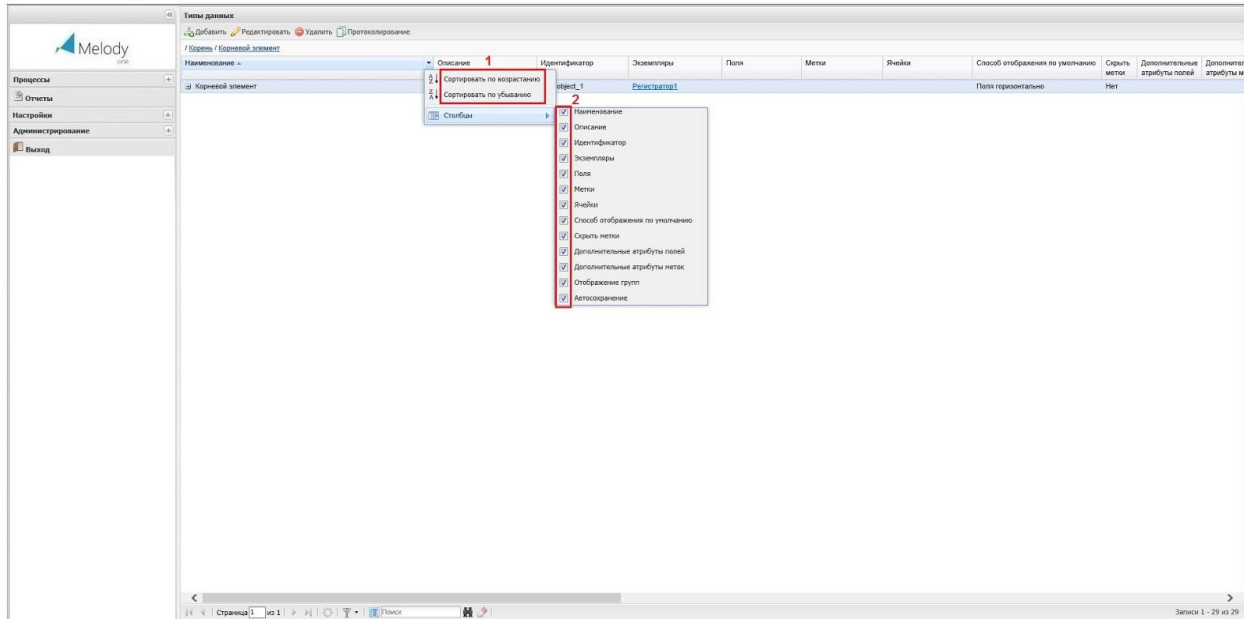 Типы данных
Добавить Редактировать Удалить Протоколирование
/ Корень / Корневой элемент
Melody
one
Процессы
Отчеты
Настройки
Администрирование
Выход
Наименование Описание 1 Идентификатор Экземпляры Поля Метки Ячейки Способ отображения по умолчанию Скрыть метки Дополнительные атрибуты полей
Корневой элемент object_1 Регистратор1 Поля горизонтально Нет
Сортировать по возрастанию
Сортировать по убыванию
Столбцы
2
Наименование
Описание
Идентификатор
Экземпляры
Поля
Метки
Ячейки
Способ отображения по умолчанию
Скрыть метки
Дополнительные атрибуты полей
Дополнительные атрибуты меток
Отображение групп
Автосохранение
Страница 1 из 1 Поиск
Записи 1 - 29 из 29